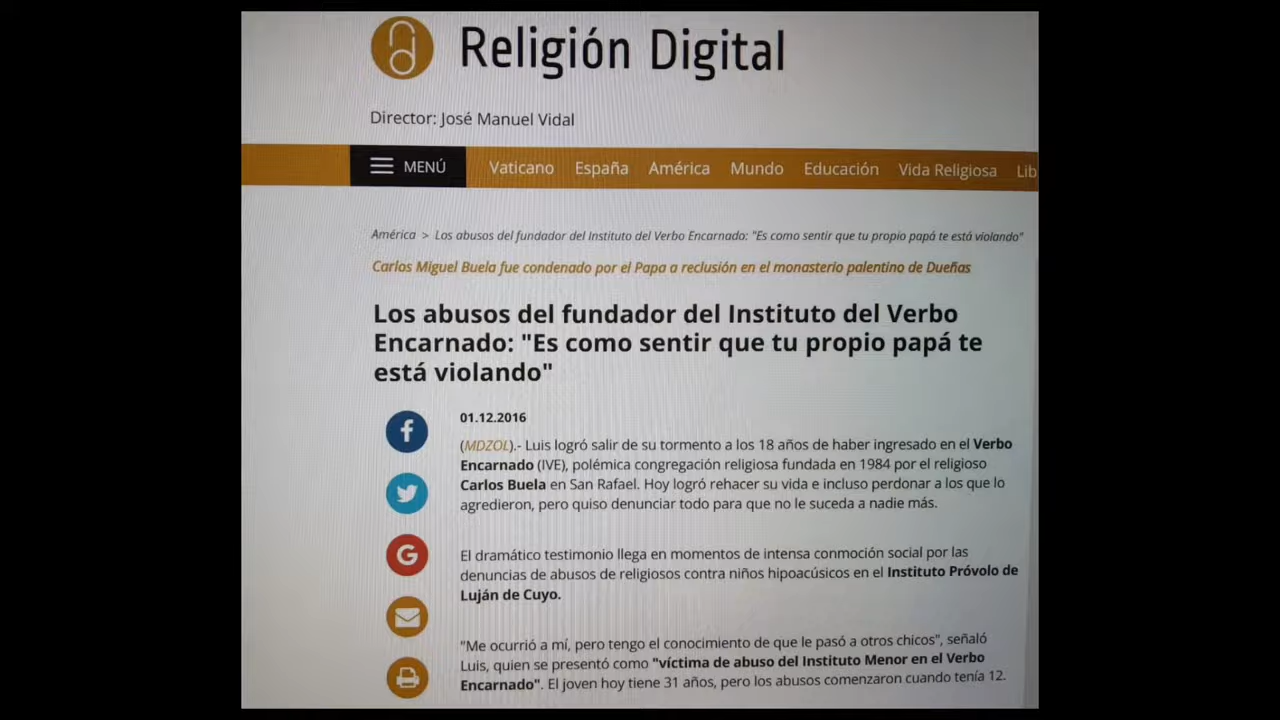 Religión Digital
Director: José Manuel Vidal
MENÚ Vaticano España América Mundo Educación Vida Religiosa Lib
América > Los abusos del fundador del Instituto del Verbo Encarnado: "Es como sentir que tu propio papá te está violando"
Carlos Miguel Buela fue condenado por el Papa a reclusión en el monasterio palentino de Dueñas
Los abusos del fundador del Instituto del Verbo
Encarnado: "Es como sentir que tu propio papá te
está violando"
01.12.2016
(MDZOL).- Luis logró salir de su tormento a los 18 años de haber ingresado en el Verbo
Encarnado (IVE), polémica congregación religiosa fundada en 1984 por el religioso
Carlos Buela en San Rafael. Hoy logró rehacer su vida e incluso perdonar a los que lo
agredieron, pero quiso denunciar todo para que no le suceda a nadie más.
El dramático testimonio llega en momentos de intensa conmoción social por las
denuncias de abusos de religiosos contra niños hipoacúsicos en el Instituto Próvolo de
Luján de Cuyo.
"Me ocurrió a mí, pero tengo el conocimiento de que le pasó a otros chicos", señaló
Luis, quien se presentó como "víctima de abuso del Instituto Menor en el Verbo
Encarnado". El joven hoy tiene 31 años, pero los abusos comenzaron cuando tenía 12.